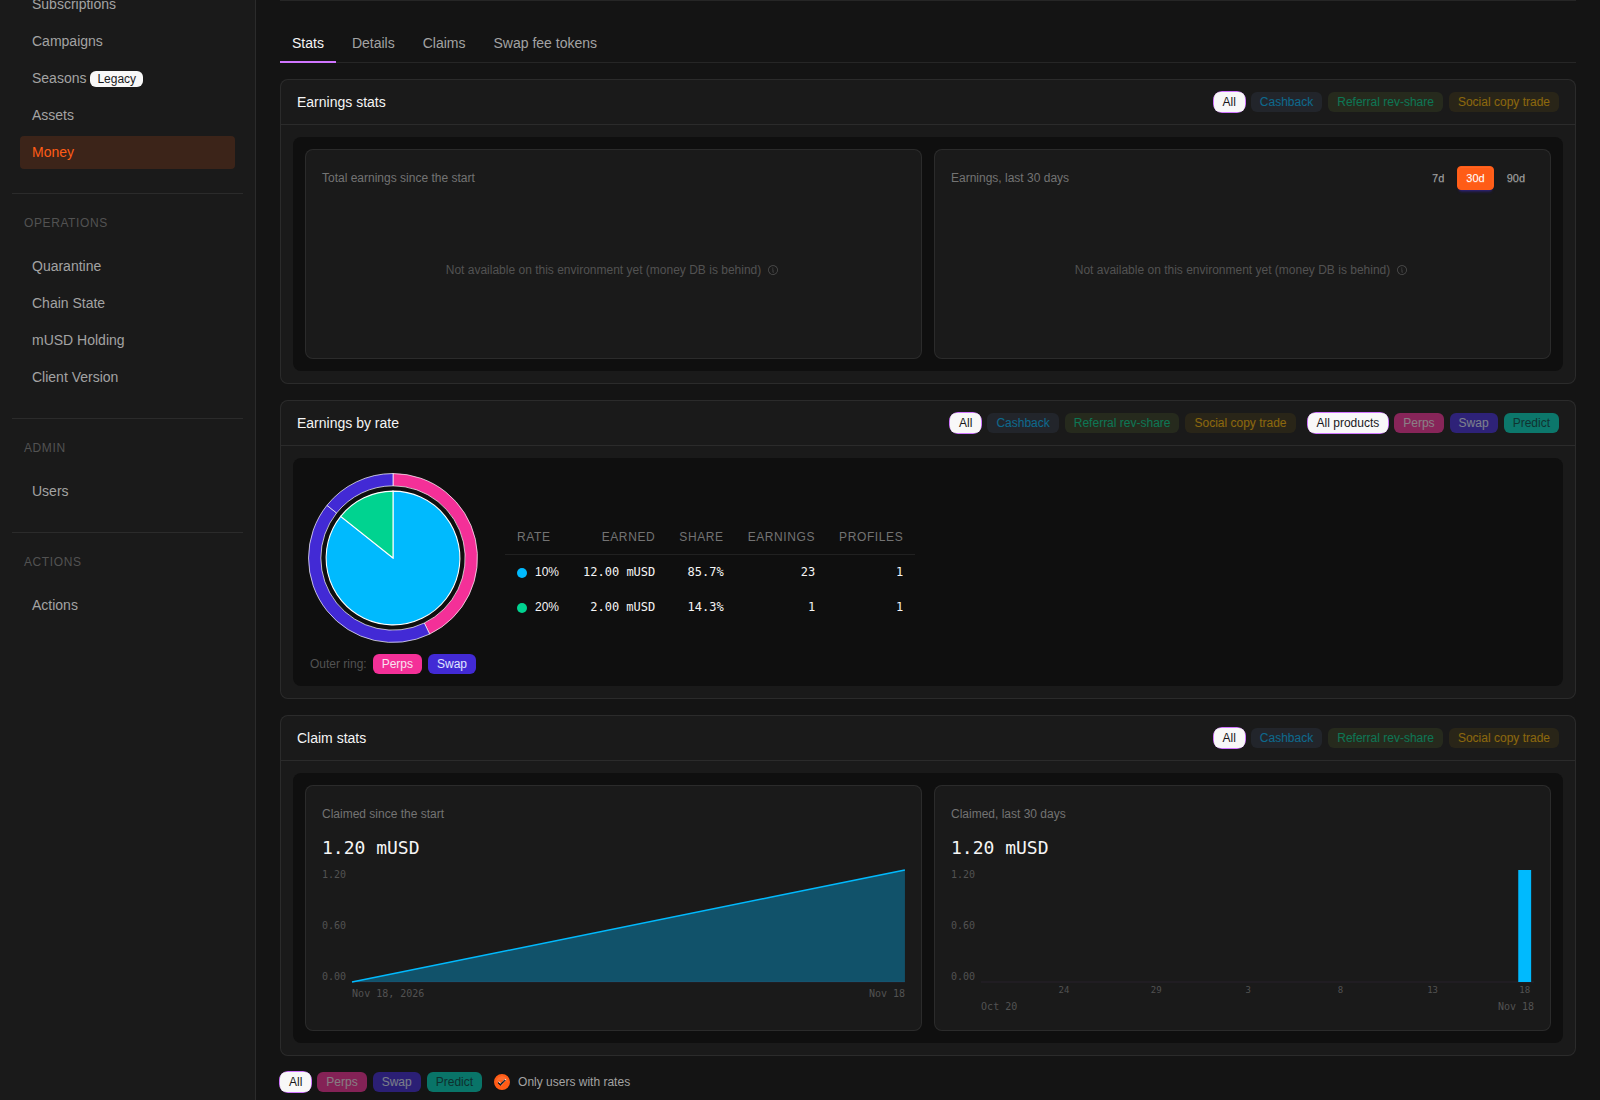 Subscriptions
Campaigns
Seasons Legacy
Assets
Money
OPERATIONS
Quarantine
Chain State
mUSD Holding
Client Version
ADMIN
Users
ACTIONS
Actions
Stats Details Claims Swap fee tokens
Earnings stats All Cashback Referral rev-share Social copy trade
Total earnings since the start
Not available on this environment yet (money DB is behind)
Earnings, last 30 days 7d 30d 90d
Not available on this environment yet (money DB is behind)
Earnings by rate All Cashback Referral rev-share Social copy trade All products Perps Swap Predict
RATE EARNED SHARE EARNINGS PROFILES
10% 12.00 mUSD 85.7% 23 1
20% 2.00 mUSD 14.3% 1 1
Outer ring: Perps Swap
Claim stats All Cashback Referral rev-share Social copy trade
Claimed since the start
1.20 mUSD
1.20
0.60
0.00
Nov 18, 2026 Nov 18
Claimed, last 30 days
1.20 mUSD
1.20
0.60
0.00
24 29 3 8 13 18
Oct 20 Nov 18
All Perps Swap Predict Only users with rates